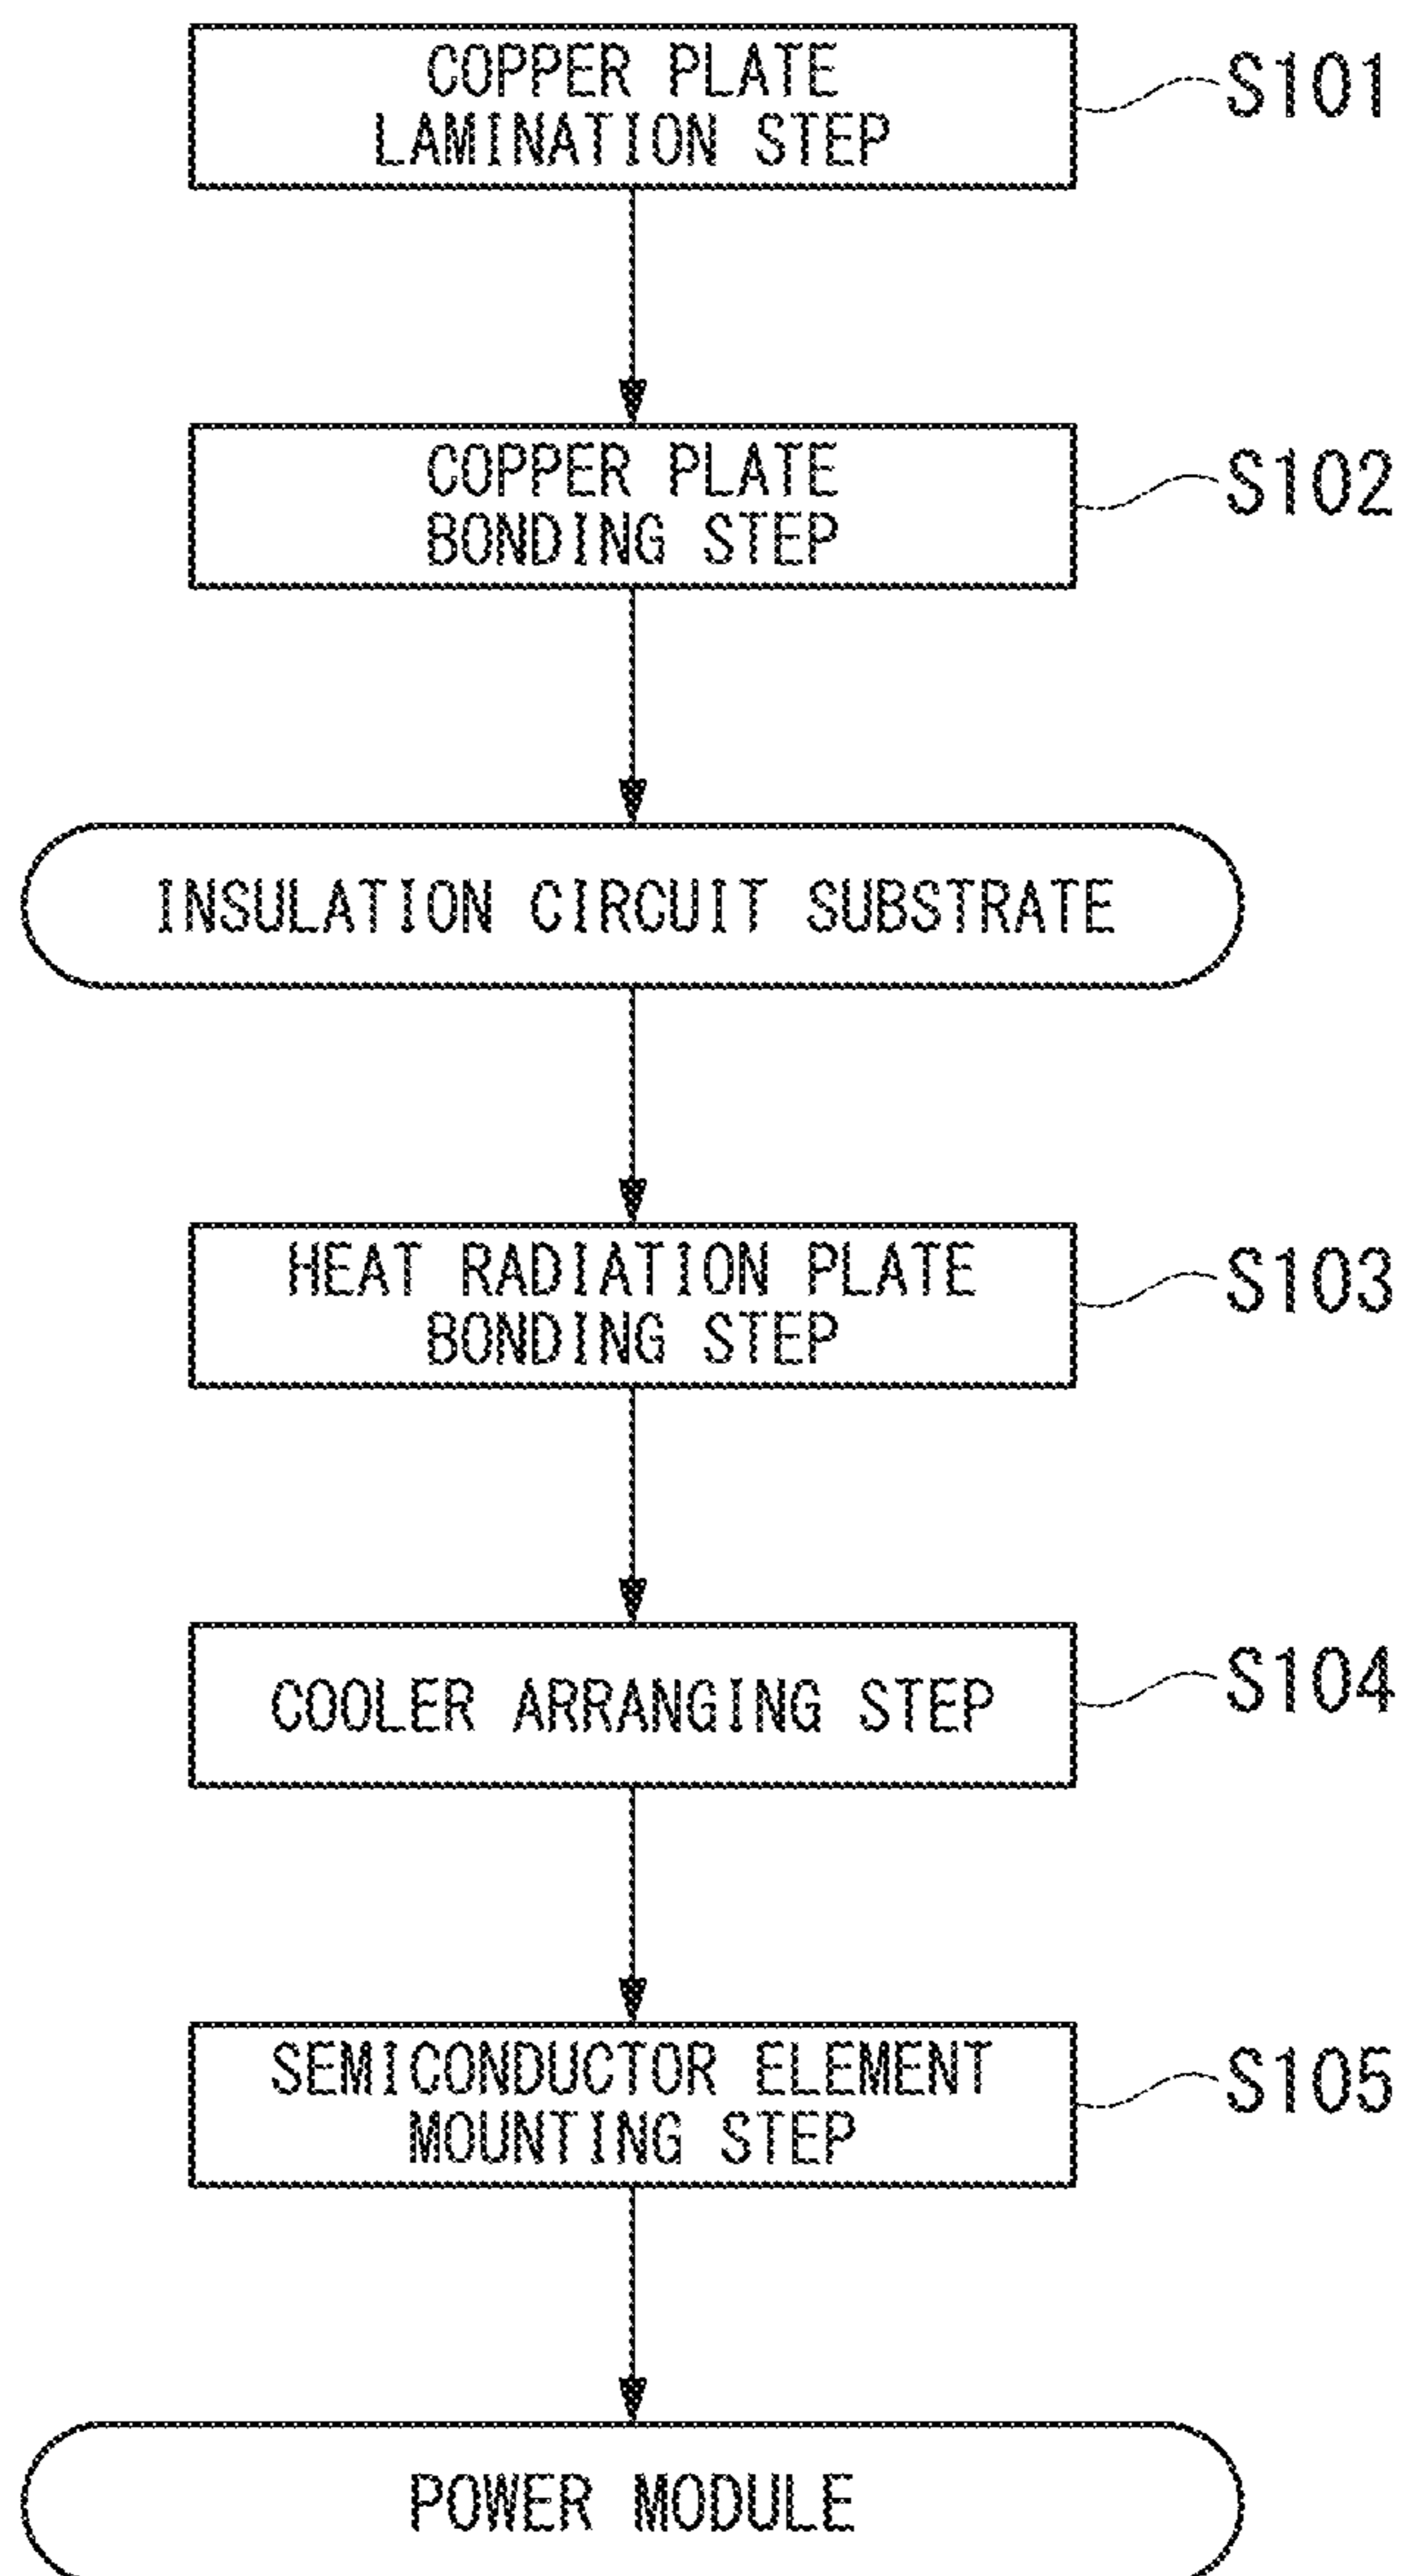 COPPER PLATE
LAMINATION STEP
S101
COPPER PLATE
BONDING STEP
S102
INSULATION CIRCUIT SUBSTRATE
HEAT RADIATION PLATE
BONDING STEP
S103
COOLER ARRANGING STEP
S104
SEMICONDUCTOR ELEMENT
MOUNTING STEP
S105
POWER MODULE